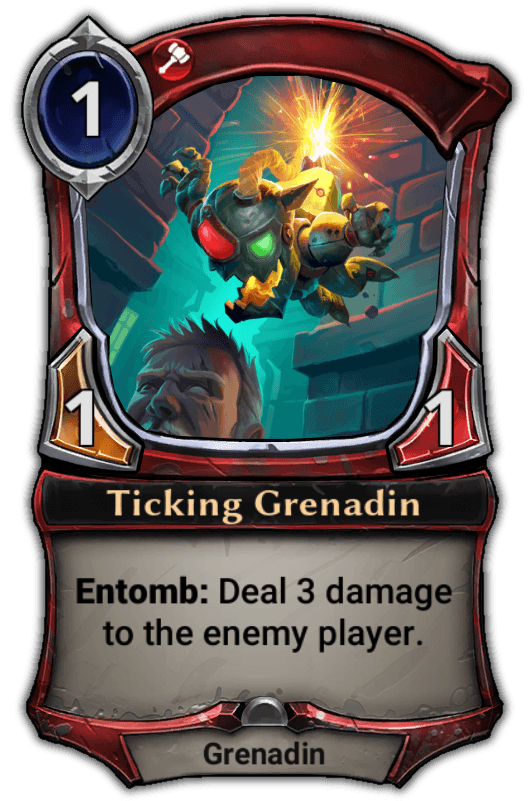 1
1
1
Ticking Grenadin
Entomb: Deal 3 damage
to the enemy player.
Grenadin